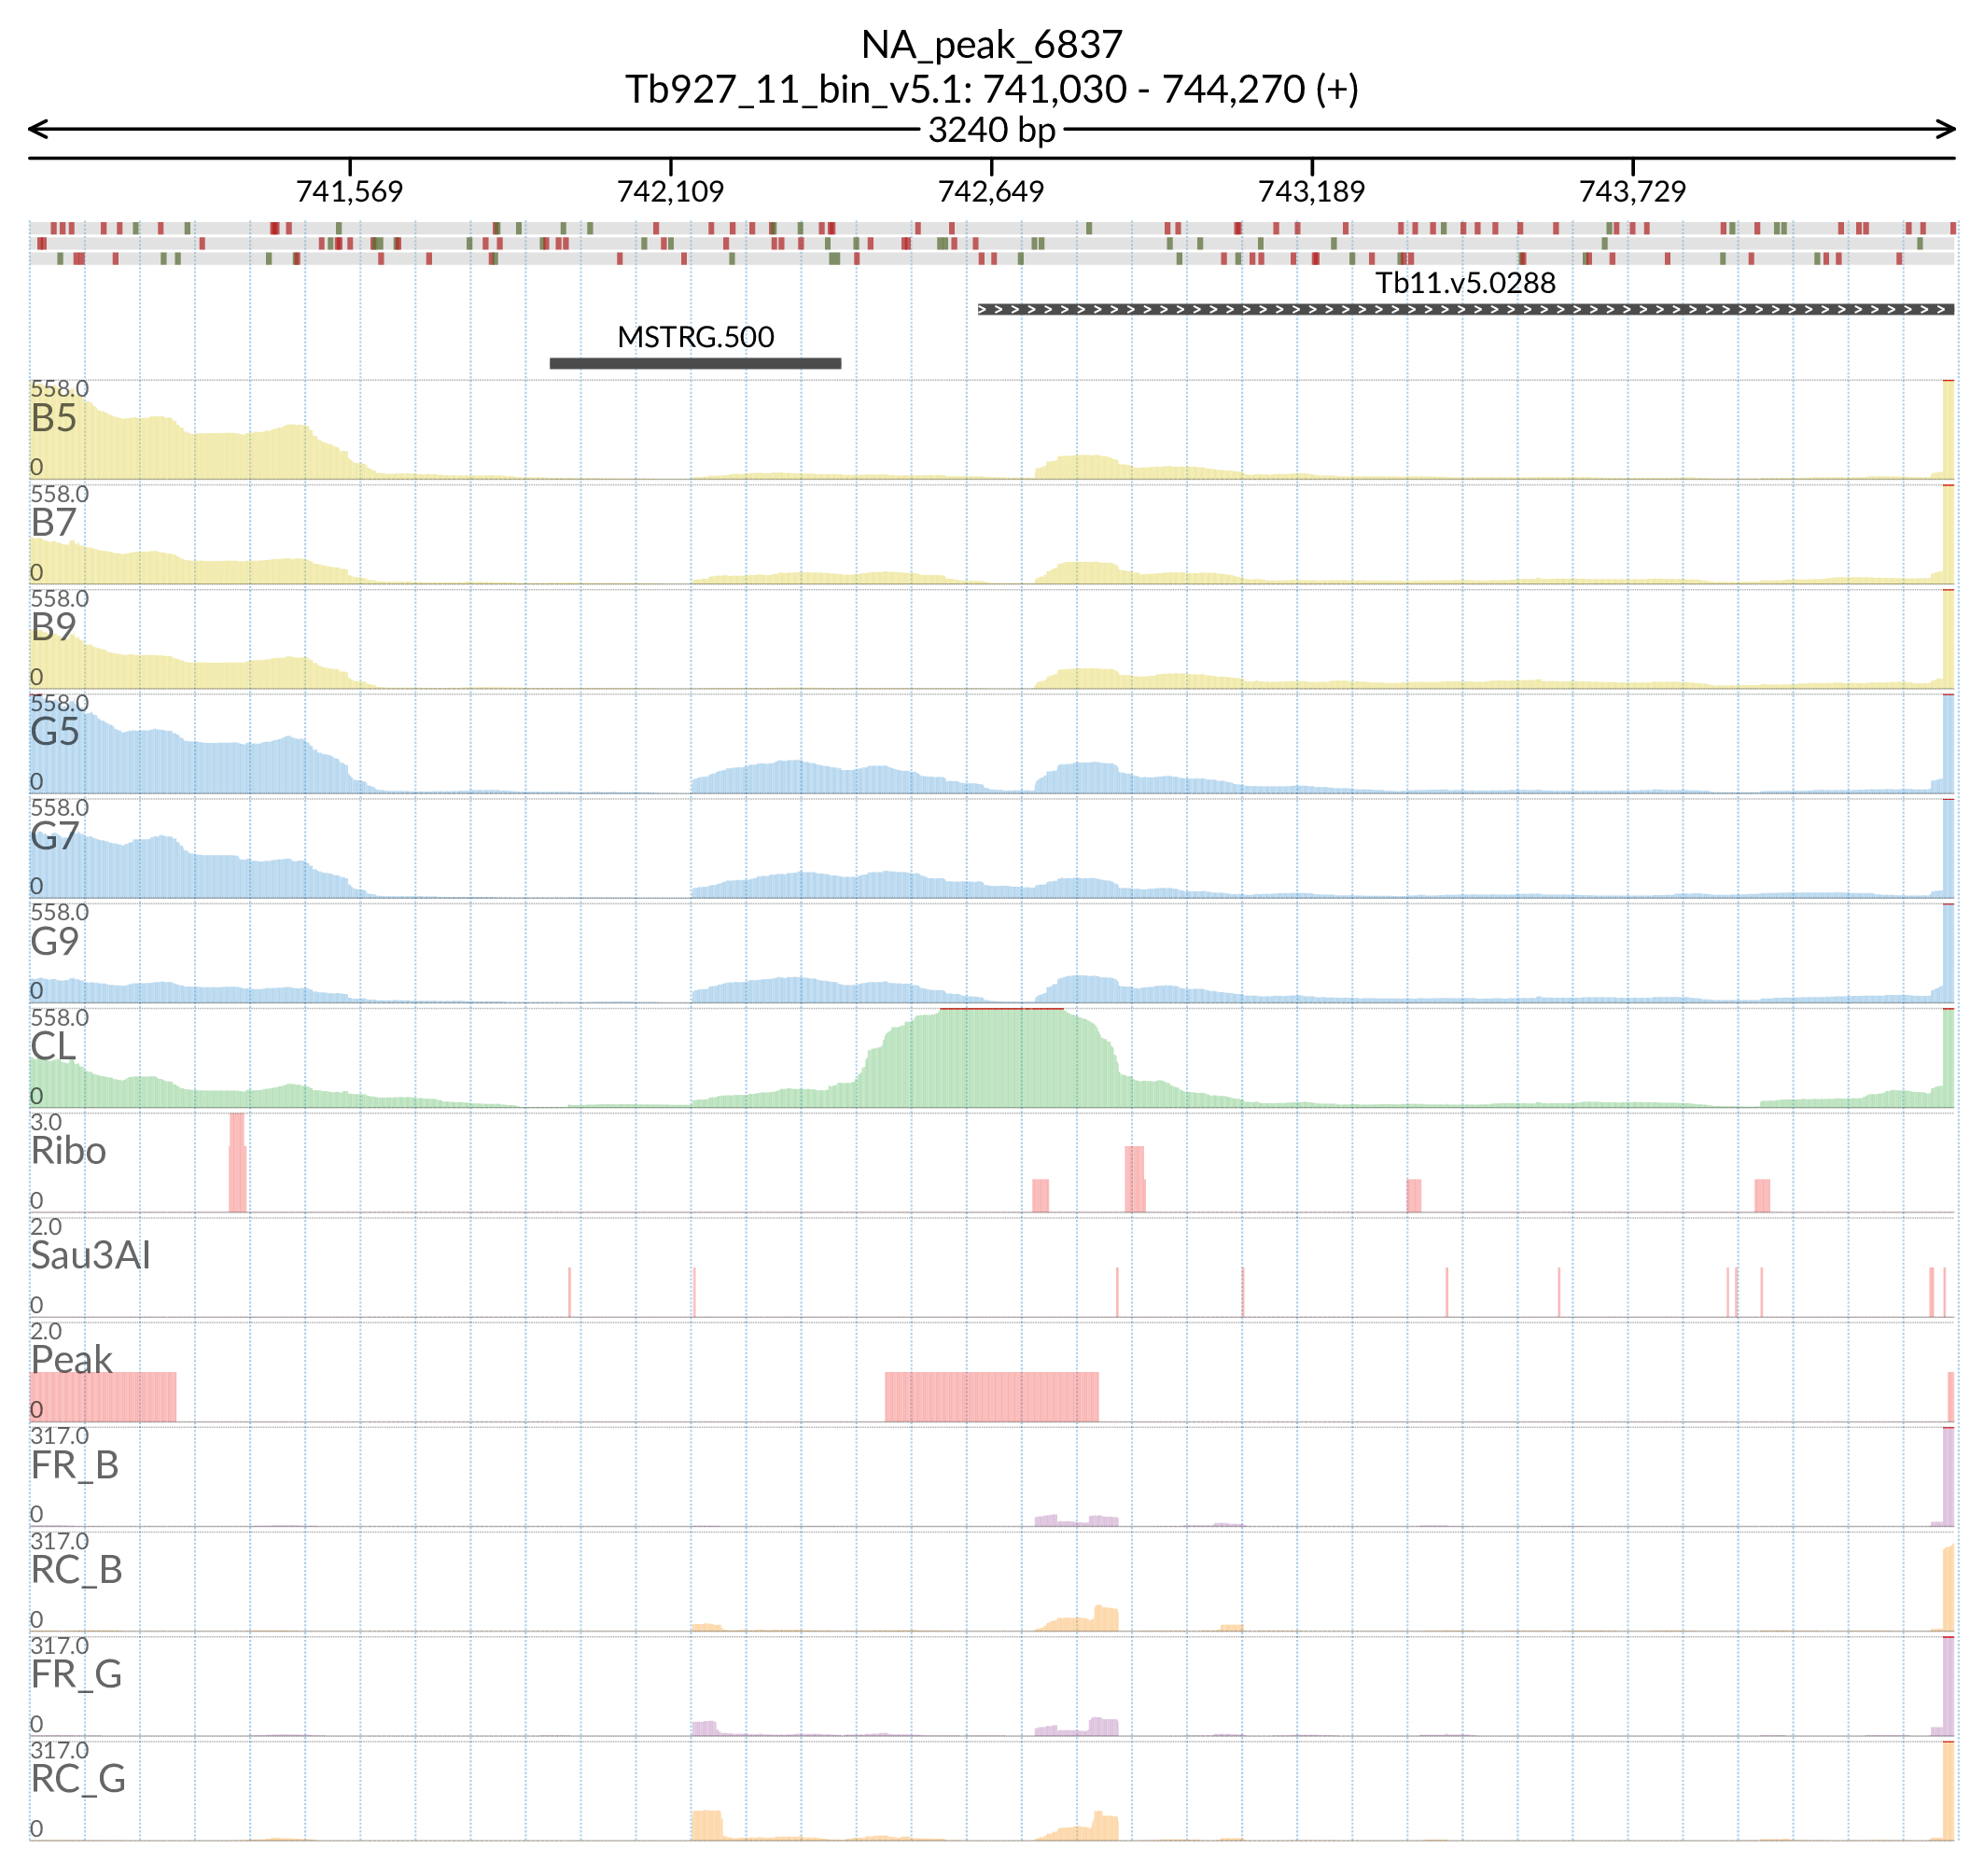 NA_peak_6837
Tb927_11_bin_v5.1: 741,030 - 744,270 (+)
3240 bp
741,569 742,109 742,649 743,189 743,729
Tb11.v5.0288
MSTRG.500
558.0
B5
0
558.0
B7
0
558.0
B9
0
558.0
G5
0
558.0
G7
0
558.0
G9
0
558.0
CL
0
3.0
Ribo
0
2.0
Sau3AI
0
2.0
Peak
0
317.0
FR_B
0
317.0
RC_B
0
317.0
FR_G
0
317.0
RC_G
0